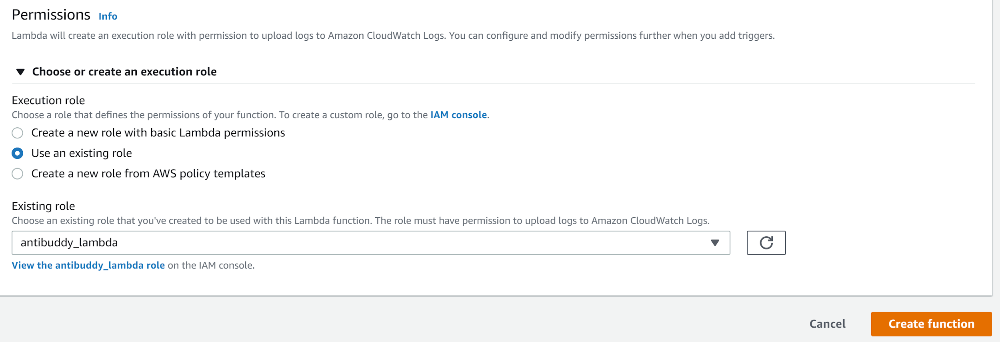 Permissions Info
Lambda will create an execution role with permission to upload logs to Amazon CloudWatch Logs. You can configure and modify permissions further when you add triggers.
Choose or create an execution role
Execution role
Choose a role that defines the permissions of your function. To create a custom role, go to the IAM console.
Create a new role with basic Lambda permissions
Use an existing role
Create a new role from AWS policy templates
Existing role
Choose an existing role that you've created to be used with this Lambda function. The role must have permission to upload logs to Amazon CloudWatch Logs.
antibuddy_lambda
View the antibuddy_lambda role on the IAM console.
Cancel Create function